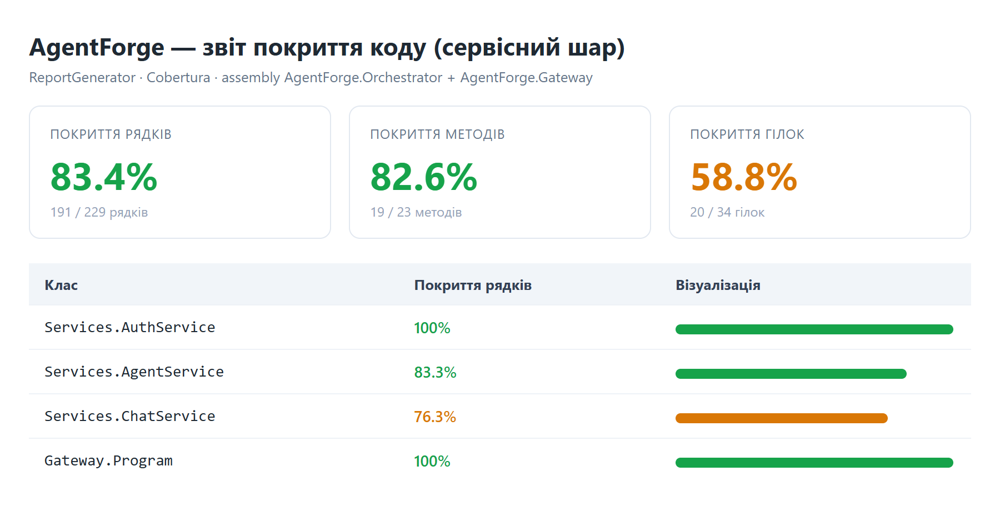 AgentForge — звіт покриття коду (сервісний шар)
ReportGenerator · Cobertura · assembly AgentForge.Orchestrator + AgentForge.Gateway
ПОКРИТТЯ РЯДКІВ
83.4%
191 / 229 рядків
ПОКРИТТЯ МЕТОДІВ
82.6%
19 / 23 методів
ПОКРИТТЯ ГІЛОК
58.8%
20 / 34 гілок
Клас Покриття рядків Візуалізація
Services.AuthService 100%
Services.AgentService 83.3%
Services.ChatService 76.3%
Gateway.Program 100%